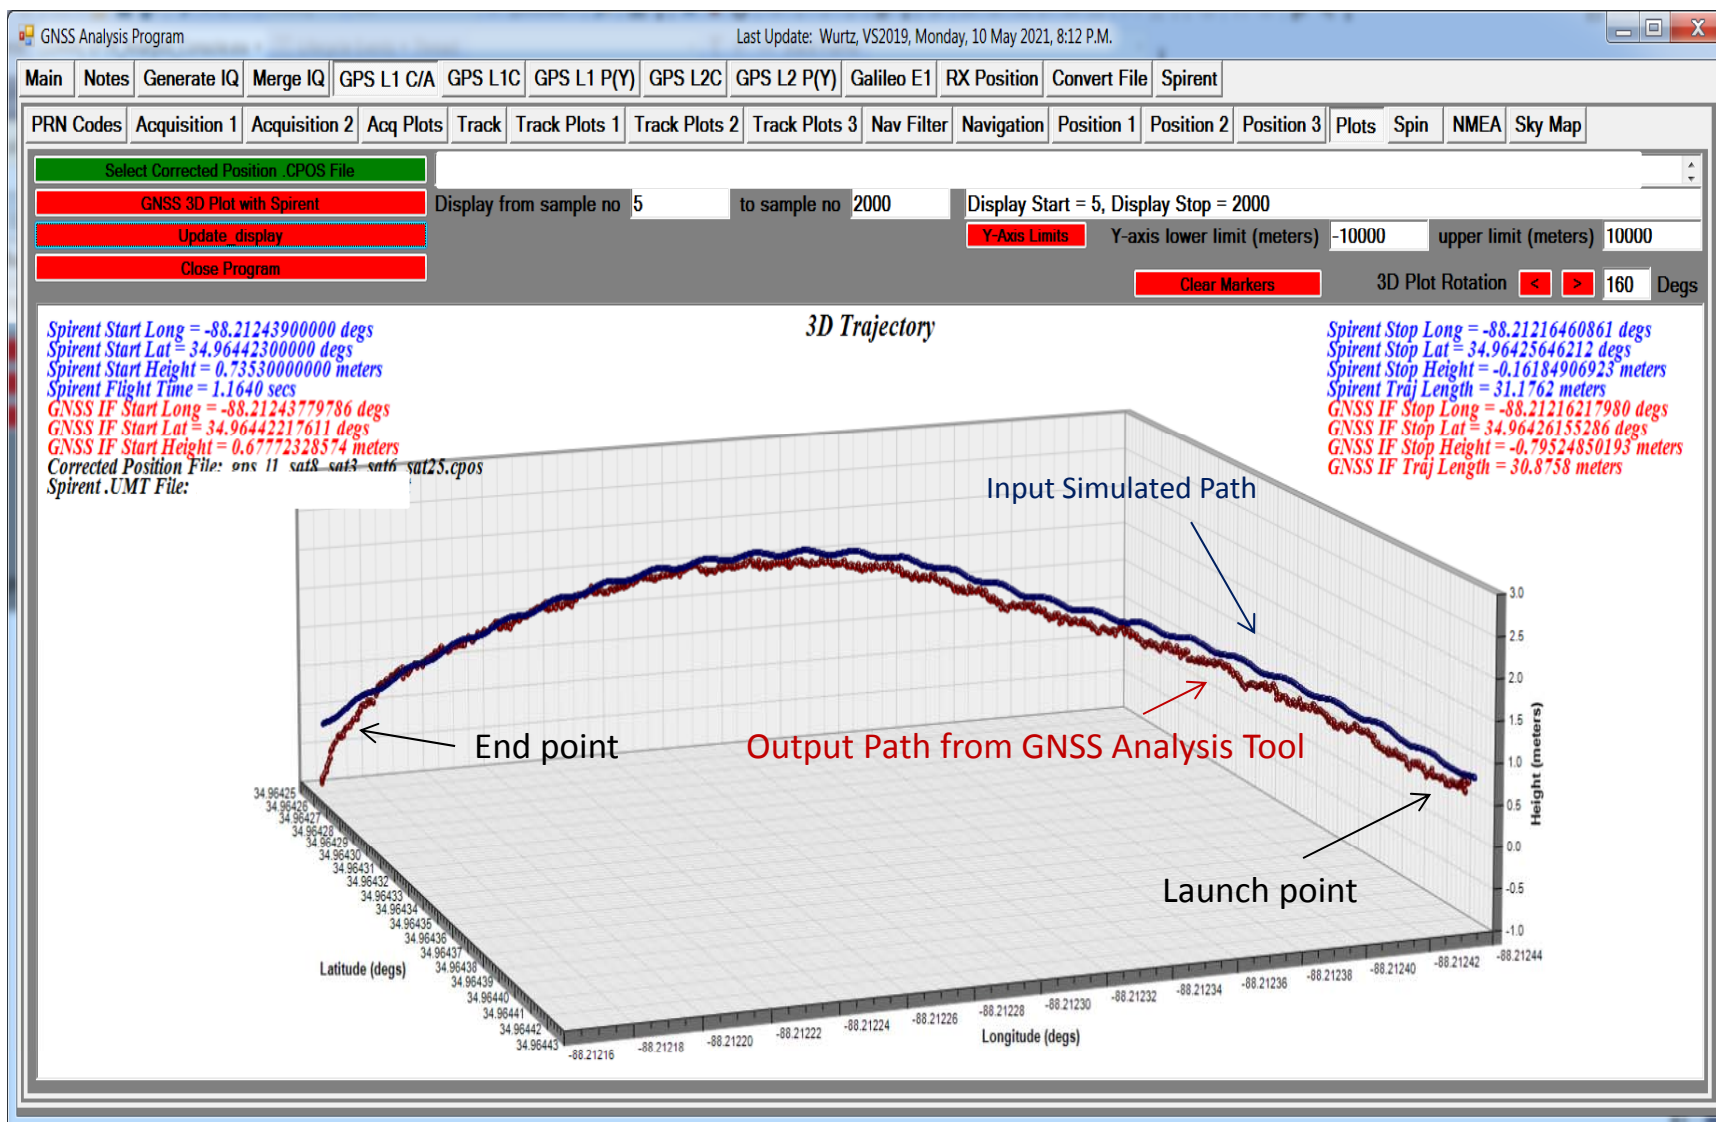 GNSS Analysis Program
Last Update: Wurtz, VS2019, Monday, 10 May 2021, 8:12 P.M.
Main Notes Generate IQ Merge IQ GPS L1 C/A GPS L1C GPS L1 P(Y) GPS L2C GPS L2 P(Y) Galileo E1 RX Position Convert File Spirent
PRN Codes Acquisition 1 Acquisition 2 Acq Plots Track Track Plots 1 Track Plots 2 Track Plots 3 Nav Filter Navigation Position 1 Position 2 Position 3 Plots Spin NMEA Sky Map
Select Corrected Position .CPOS File
GNSS 3D Plot with Spirent Display from sample no 5 to sample no 2000 Display Start = 5, Display Stop = 2000
Update_display Y-Axis Limits Y-axis lower limit (meters) -10000 upper limit (meters) 10000
Close Program
Clear Markers 3D Plot Rotation < > 160 Degs
3D Trajectory
Spirent Start Long = -88.21243900000 degs
Spirent Start Lat = 34.96442300000 degs
Spirent Start Height = 0.73530000000 meters
Spirent Flight Time = 1.1640 secs
GNSS IF Start Long = -88.21243779786 degs
GNSS IF Start Lat = 34.96442217611 degs
GNSS IF Start Height = 0.67772328574 meters
Corrected Position File: gps_l1_sat8_sat3_sat6_sat25.cpos
Spirent .UMT File:
Spirent Stop Long = -88.21216460861 degs
Spirent Stop Lat = 34.96425646212 degs
Spirent Stop Height = -0.16184906923 meters
Spirent Traj Length = 31.1762 meters
GNSS IF Stop Long = -88.21216217980 degs
GNSS IF Stop Lat = 34.96426155286 degs
GNSS IF Stop Height = -0.79524850193 meters
GNSS IF Traj Length = 30.8758 meters
Input Simulated Path
End point
Output Path from GNSS Analysis Tool
Launch point
3.0
2.5
2.0
1.5
1.0
0.5
0.0
-0.5
-1.0
Height (meters)
34.96425
34.96426
34.96427
34.96428
34.96429
34.96430
34.96431
34.96432
34.96433
34.96434
34.96435
34.96436
34.96437
34.96438
34.96439
34.96440
34.96441
34.96442
34.96443
Latitude (degs)
-88.21216 -88.21218 -88.21220 -88.21222 -88.21224 -88.21226 -88.21228 -88.21230 -88.21232 -88.21234 -88.21236 -88.21238 -88.21240 -88.21242 -88.21244
Longitude (degs)